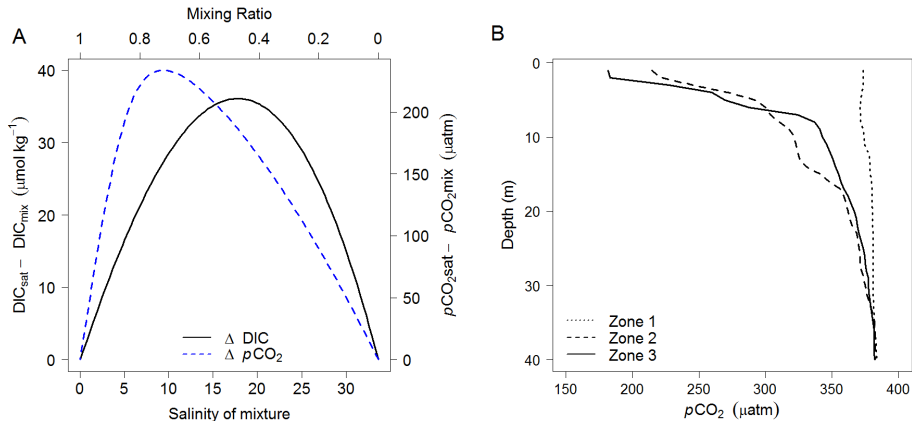 Mixing Ratio
A
1 0.8 0.6 0.4 0.2 0
40
30
20
10
0
DICsat − DICmix (μmol kg⁻¹)
200
150
100
50
0
pCO₂sat − pCO₂mix (μatm)
Δ DIC
Δ pCO₂
0 5 10 15 20 25 30
Salinity of mixture
B
0
10
20
30
40
Depth (m)
Zone 1
Zone 2
Zone 3
150 200 250 300 350 400
pCO₂ (μatm)